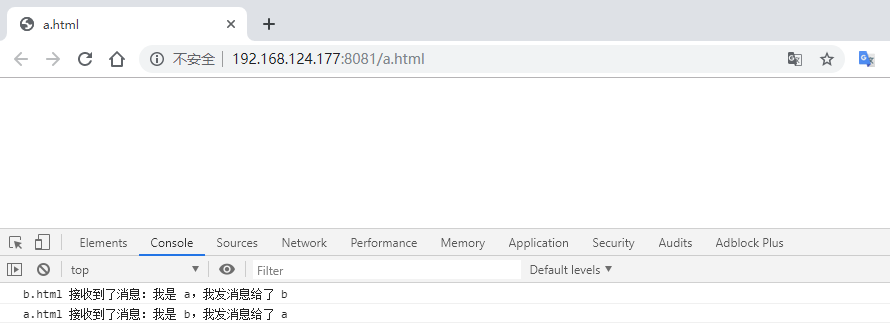 a.html
不安全 192.168.124.177:8081/a.html
Elements Console Sources Network Performance Memory Application Security Audits Adblock Plus
top Filter Default levels
b.html 接收到了消息：我是 a，我发消息给了 b
a.html 接收到了消息：我是 b，我发消息给了 a